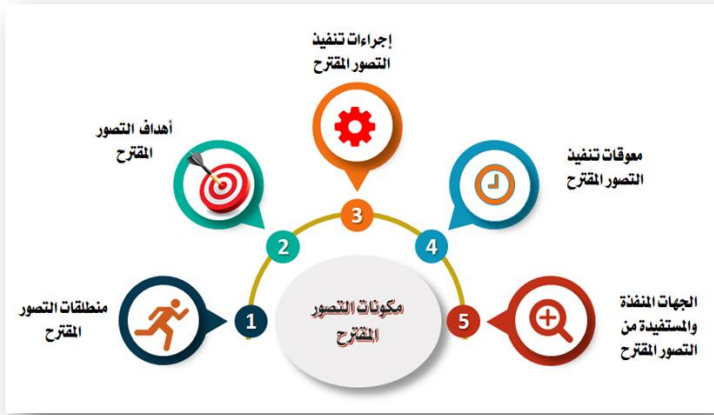 مكونات التصور
المقترح
1
منطلقات التصور
المقترح
2
أهداف التصور
المقترح
3
إجراءات تنفيذ
التصور المقترح
4
معوقات تنفيذ
التصور المقترح
5
الجهات المنفذة
والمستفيدة من
التصور المقترح